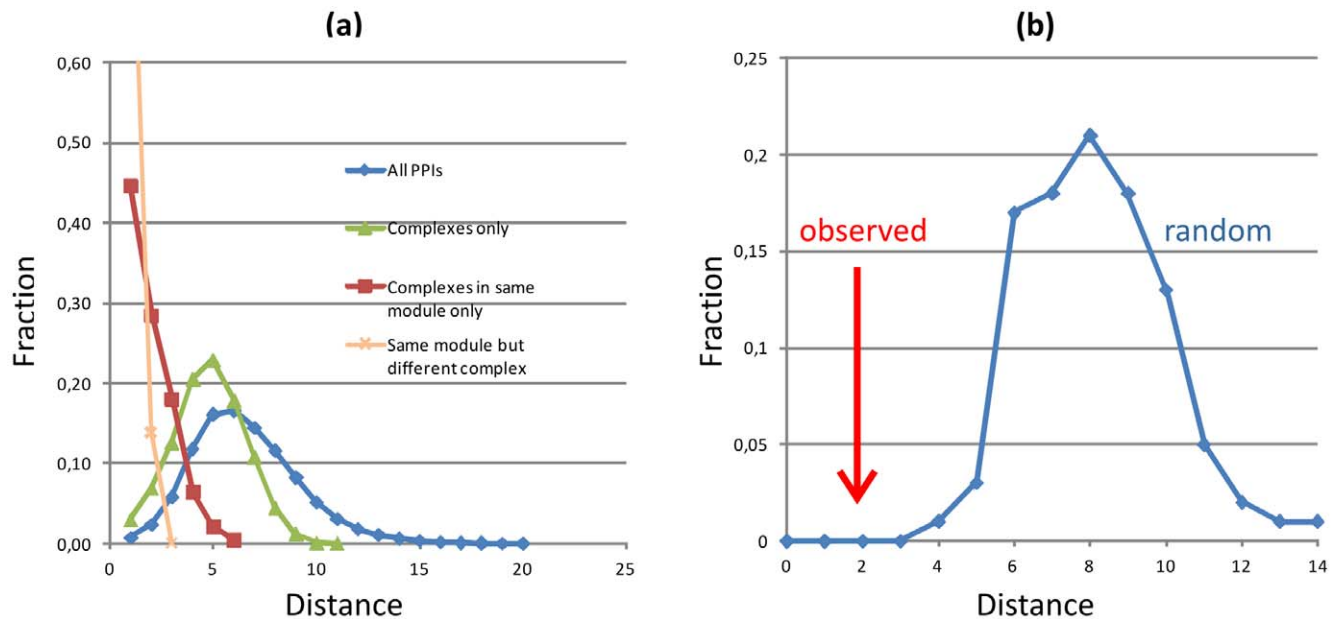 (a)
0,60
0,50
0,40
0,30
0,20
0,10
0,00
Fraction
0
5
10
15
20
25
Distance
All PPIs
Complexes only
Complexes in same
module only
Same module but
different complex
(b)
0,25
0,2
0,15
0,1
0,05
0
Fraction
0
2
4
6
8
10
12
14
Distance
observed
random